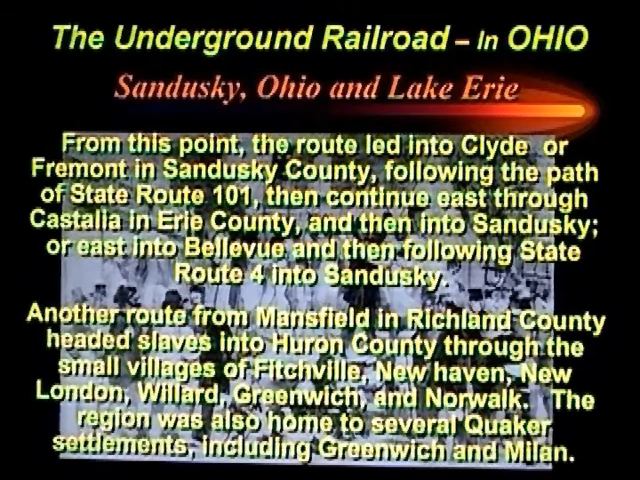 The Underground Railroad – In OHIO
Sandusky, Ohio and Lake Erie
From this point, the route led into Clyde or
Fremont in Sandusky County, following the path
of State Route 101, then continue east through
Castalia in Erie County, and then into Sandusky;
or east into Bellevue and then following State
Route 4 into Sandusky.
Another route from Mansfield in Richland County
headed slaves into Huron County through the
small villages of Fitchville, New haven, New
London, Willard, Greenwich, and Norwalk. The
region was also home to several Quaker
settlements, including Greenwich and Milan.